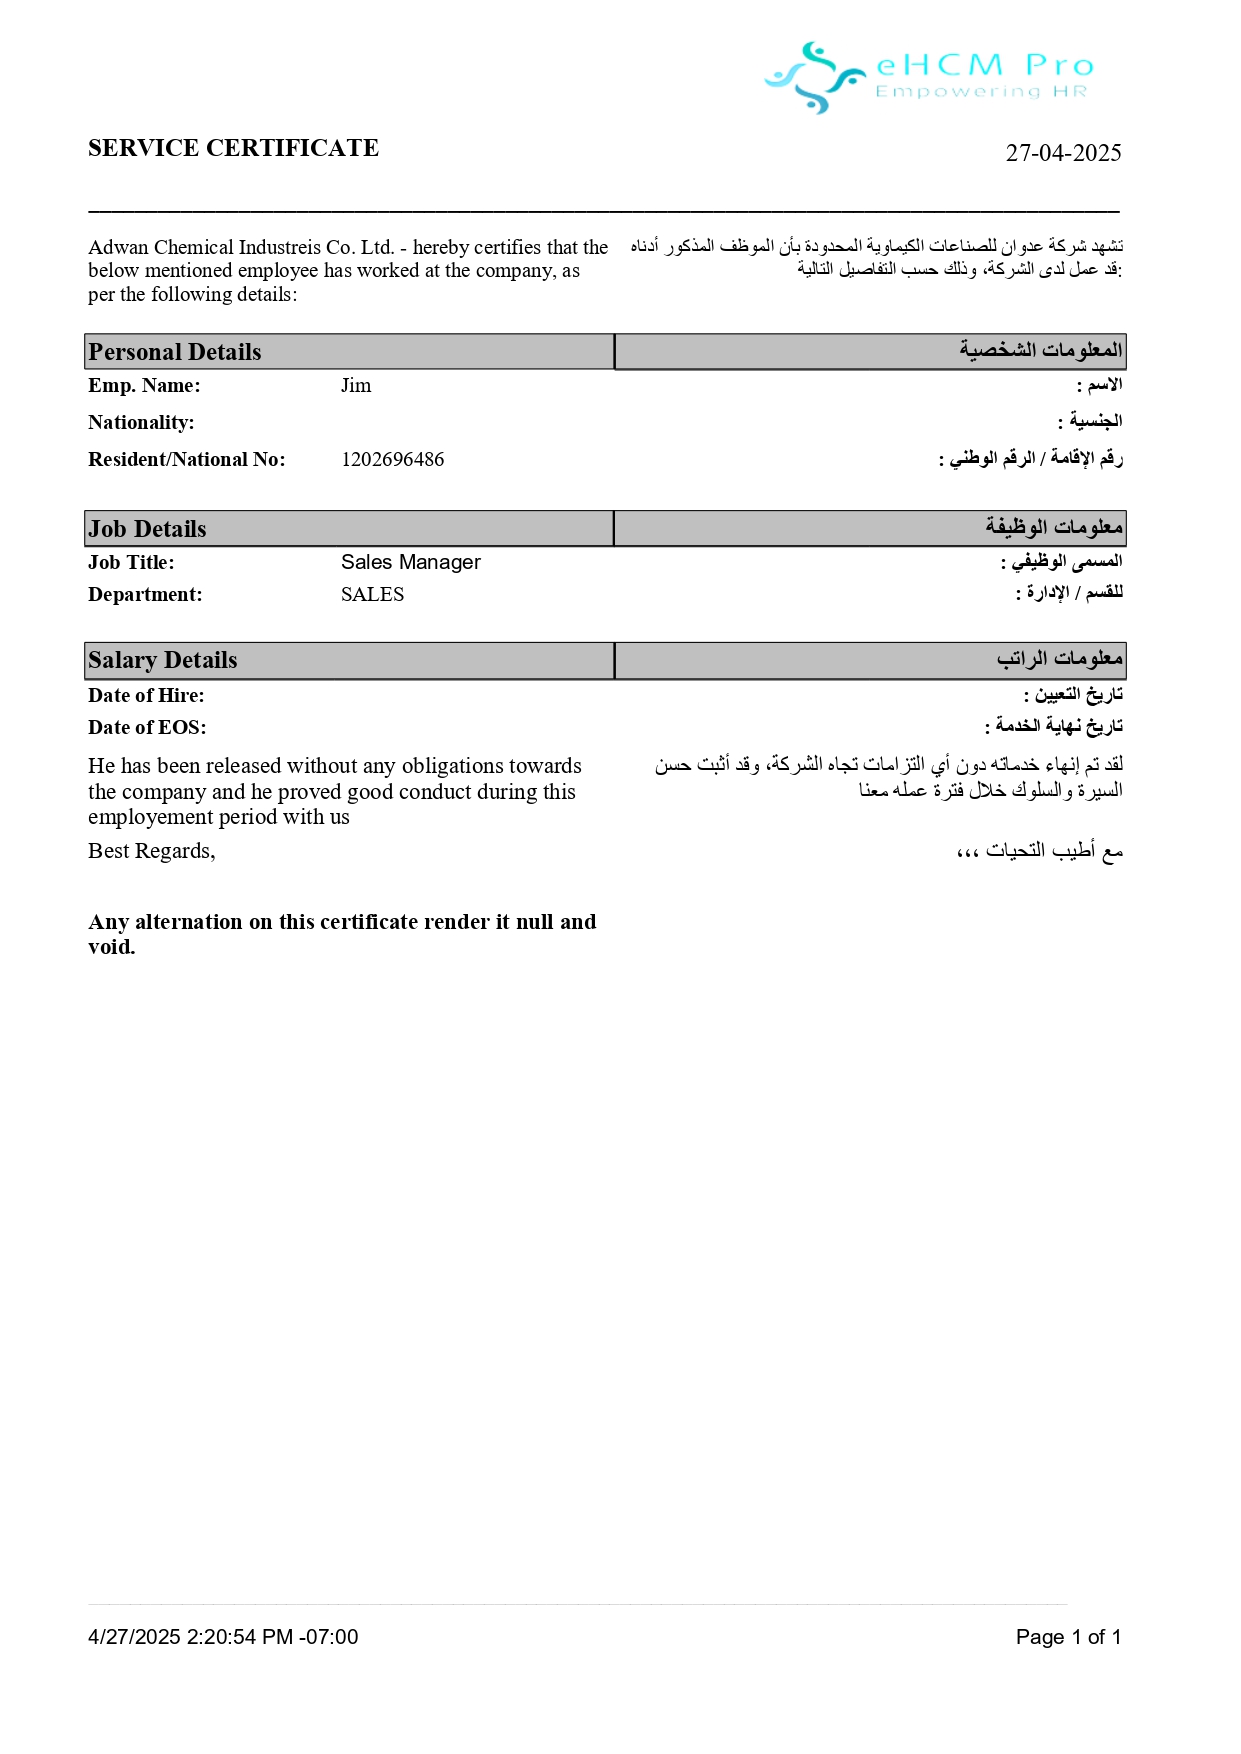 eHCM Pro
Empowering HR
SERVICE CERTIFICATE
27-04-2025
Adwan Chemical Industreis Co. Ltd. - hereby certifies that the
below mentioned employee has worked at the company, as
per the following details:
تشهد شركة عدوان للصناعات الكيماوية المحدودة بأن الموظف المذكور أدناه
قد عمل لدى الشركة، وذلك حسب التفاصيل التالية:
Personal Details المعلومات الشخصية
Emp. Name: Jim الاسم :
Nationality: الجنسية :
Resident/National No: 1202696486 رقم الإقامة / الرقم الوطني :
Job Details معلومات الوظيفة
Job Title: Sales Manager المسمى الوظيفي :
Department: SALES للقسم / الإدارة :
Salary Details معلومات الراتب
Date of Hire: تاريخ التعيين :
Date of EOS: تاريخ نهاية الخدمة :
He has been released without any obligations towards
the company and he proved good conduct during this
employement period with us
لقد تم إنهاء خدماته دون أي التزامات تجاه الشركة، وقد أثبت حسن
السيرة والسلوك خلال فترة عمله معنا
Best Regards, مع أطيب التحيات ،،،
Any alternation on this certificate render it null and
void.
4/27/2025 2:20:54 PM -07:00
Page 1 of 1